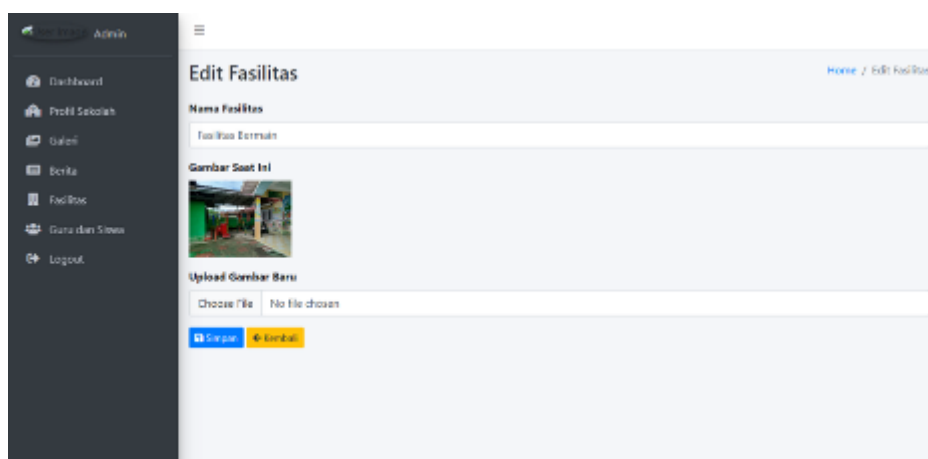 Admin
Dashboard
Profil Sekolah
Galeri
Berita
Fasilitas
Guru dan Siswa
Logout
Edit Fasilitas
Home / Edit Fasilitas
Nama Fasilitas
Fasilitas Bermain
Gambar Saat Ini
Upload Gambar Baru
Choose File No file chosen
Simpan
Kembali